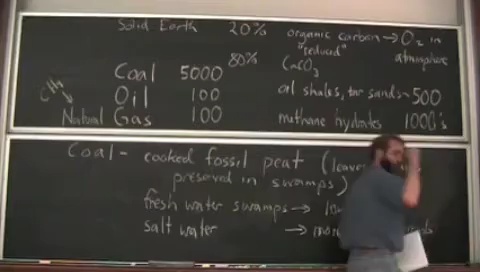 Solid Earth 20% organic carbon → O2 in
"reduced" atmosphere
80% CaCO3
Coal 5000
CH4
Oil 100 oil shales, tar sands ~ 500
Natural Gas 100 methane hydrates 1000's
Coal - cooked fossil peat (leaves
preserved in swamps)
fresh water swamps →
salt water →